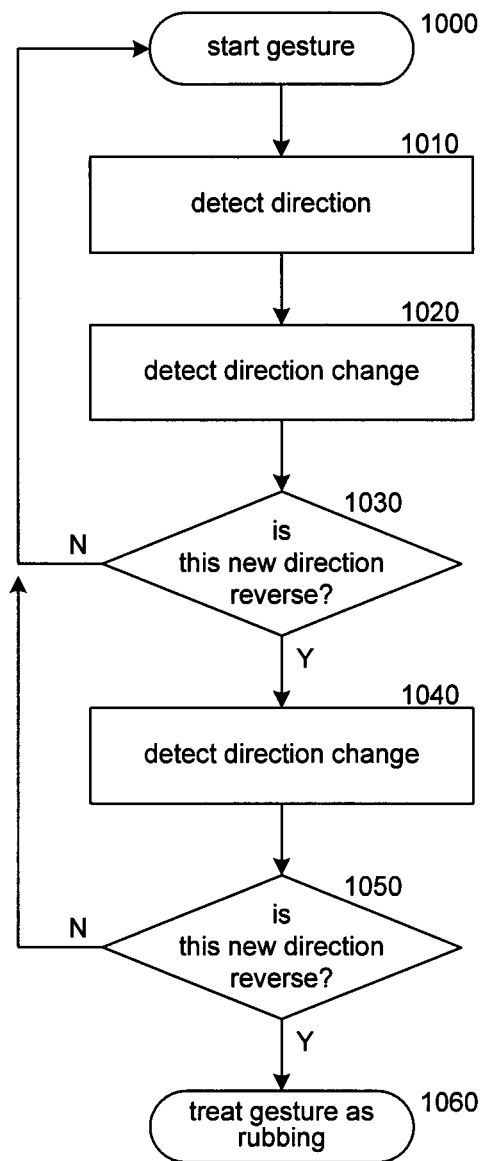 1000
start gesture
1010
detect direction
1020
detect direction change
1030
is
this new direction
reverse?
N
Y
1040
detect direction change
1050
is
this new direction
reverse?
N
Y
1060
treat gesture as
rubbing